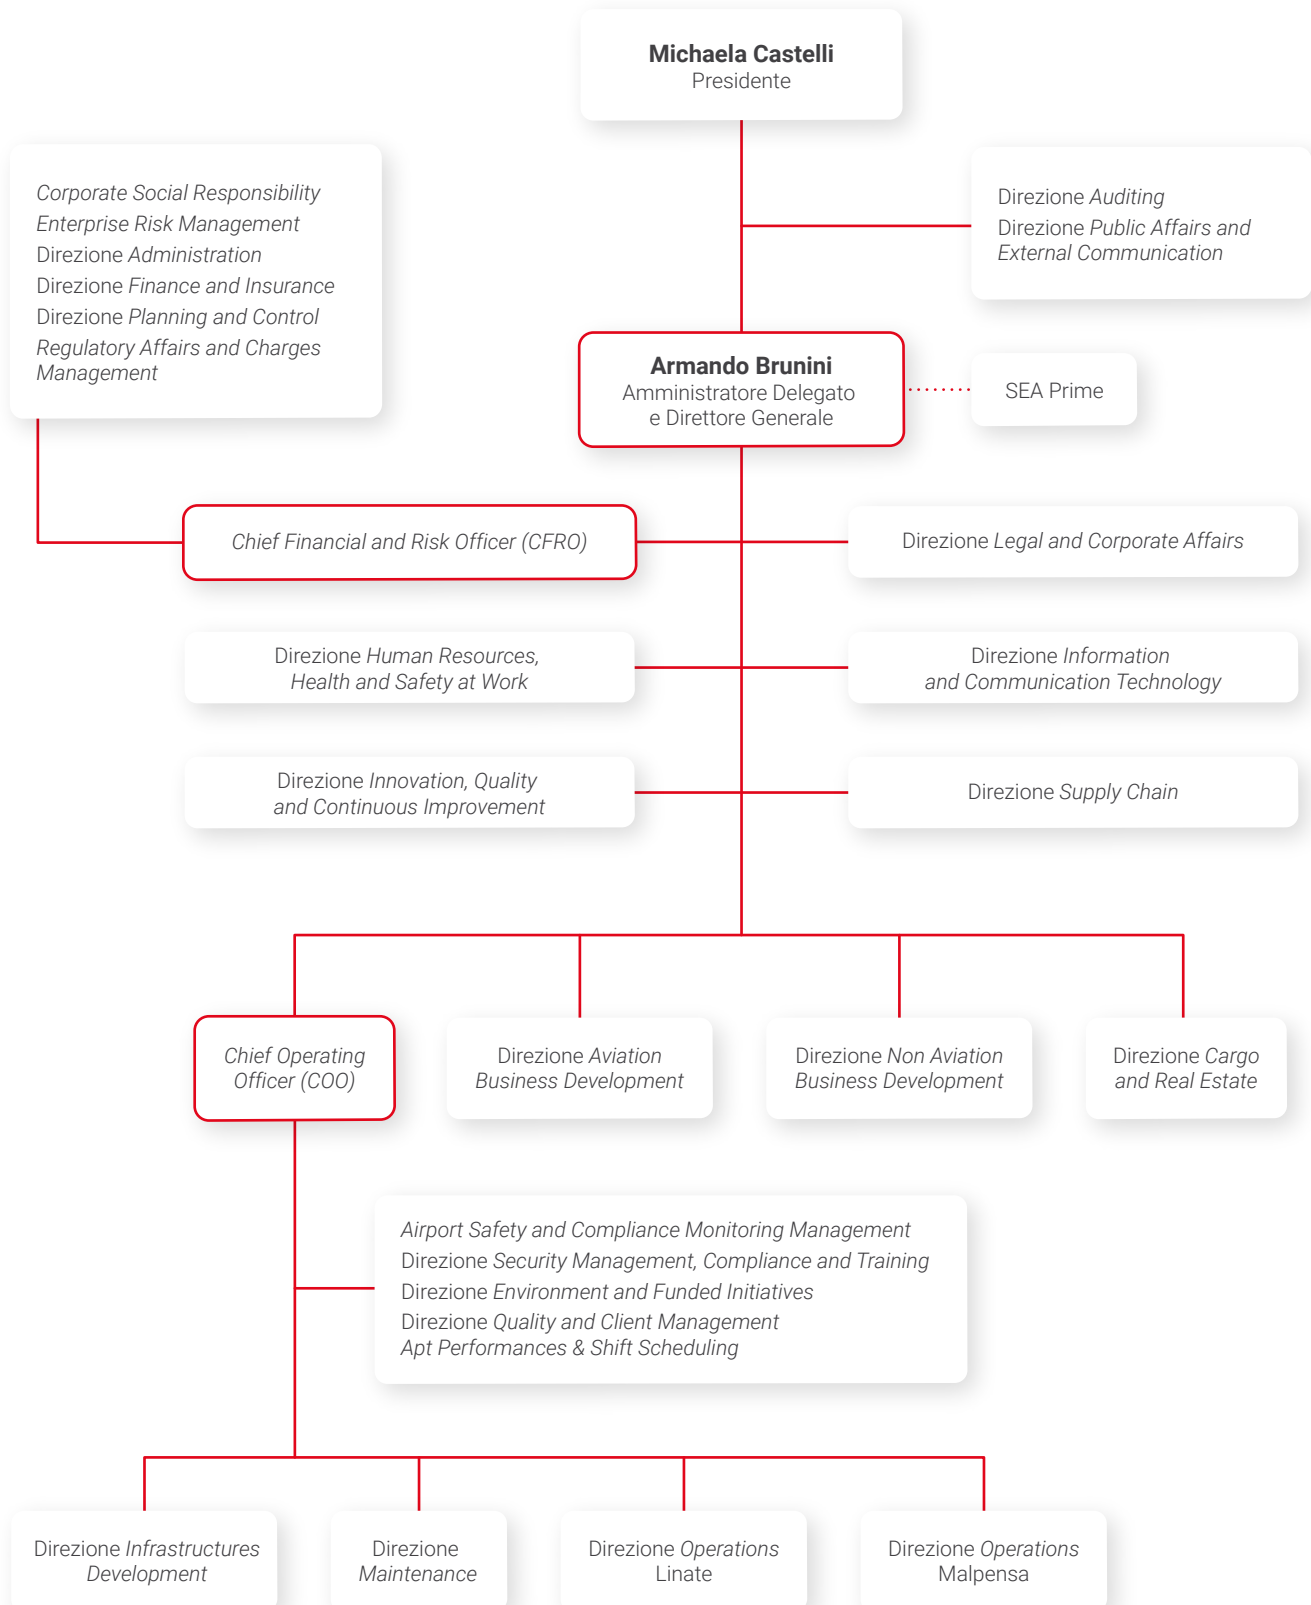 Michaela Castelli
Presidente
Corporate Social Responsibility
Enterprise Risk Management
Direzione Administration
Direzione Finance and Insurance
Direzione Planning and Control
Regulatory Affairs and Charges
Management
Direzione Auditing
Direzione Public Affairs and
External Communication
Armando Brunini
Amministratore Delegato
e Direttore Generale
SEA Prime
Chief Financial and Risk Officer (CFRO)
Direzione Legal and Corporate Affairs
Direzione Human Resources,
Health and Safety at Work
Direzione Information
and Communication Technology
Direzione Innovation, Quality
and Continuous Improvement
Direzione Supply Chain
Chief Operating
Officer (COO)
Direzione Aviation
Business Development
Direzione Non Aviation
Business Development
Direzione Cargo
and Real Estate
Airport Safety and Compliance Monitoring Management
Direzione Security Management, Compliance and Training
Direzione Environment and Funded Initiatives
Direzione Quality and Client Management
Apt Performances & Shift Scheduling
Direzione Infrastructures
Development
Direzione
Maintenance
Direzione Operations
Linate
Direzione Operations
Malpensa